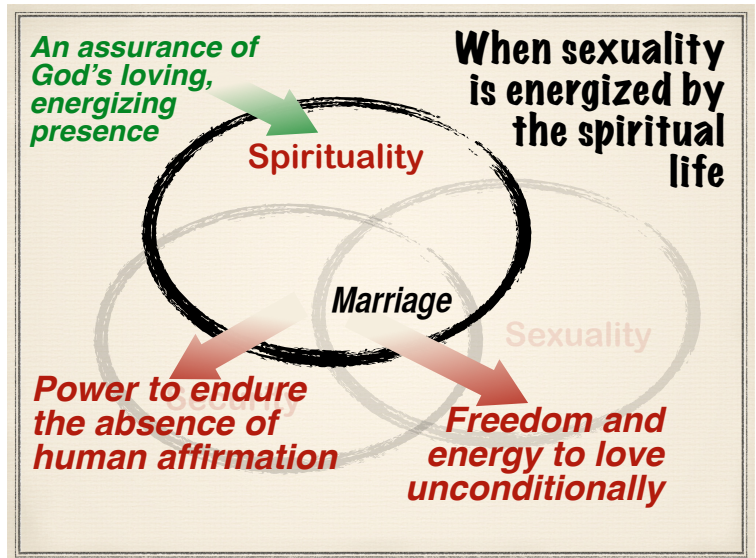 An assurance of
God's loving,
energizing
presence
When sexuality
is energized by
the spiritual
life
Spirituality
Marriage
Sexuality
Security
Power to endure
the absence of
human affirmation
Freedom and
energy to love
unconditionally